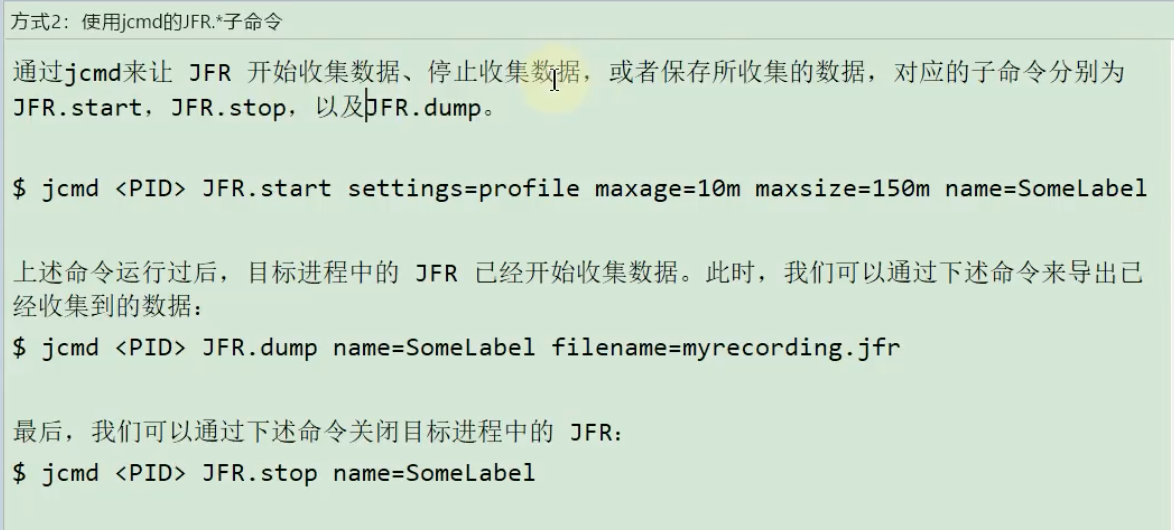 方式2：使用jcmd的JFR.*子命令
通过jcmd来让 JFR 开始收集数据、停止收集数据，或者保存所收集的数据，对应的子命令分别为
JFR.start，JFR.stop，以及JFR.dump。
$ jcmd <PID> JFR.start settings=profile maxage=10m maxsize=150m name=SomeLabel
上述命令运行过后，目标进程中的 JFR 已经开始收集数据。此时，我们可以通过下述命令来导出已
经收集到的数据：
$ jcmd <PID> JFR.dump name=SomeLabel filename=myrecording.jfr
最后，我们可以通过下述命令关闭目标进程中的 JFR：
$ jcmd <PID> JFR.stop name=SomeLabel